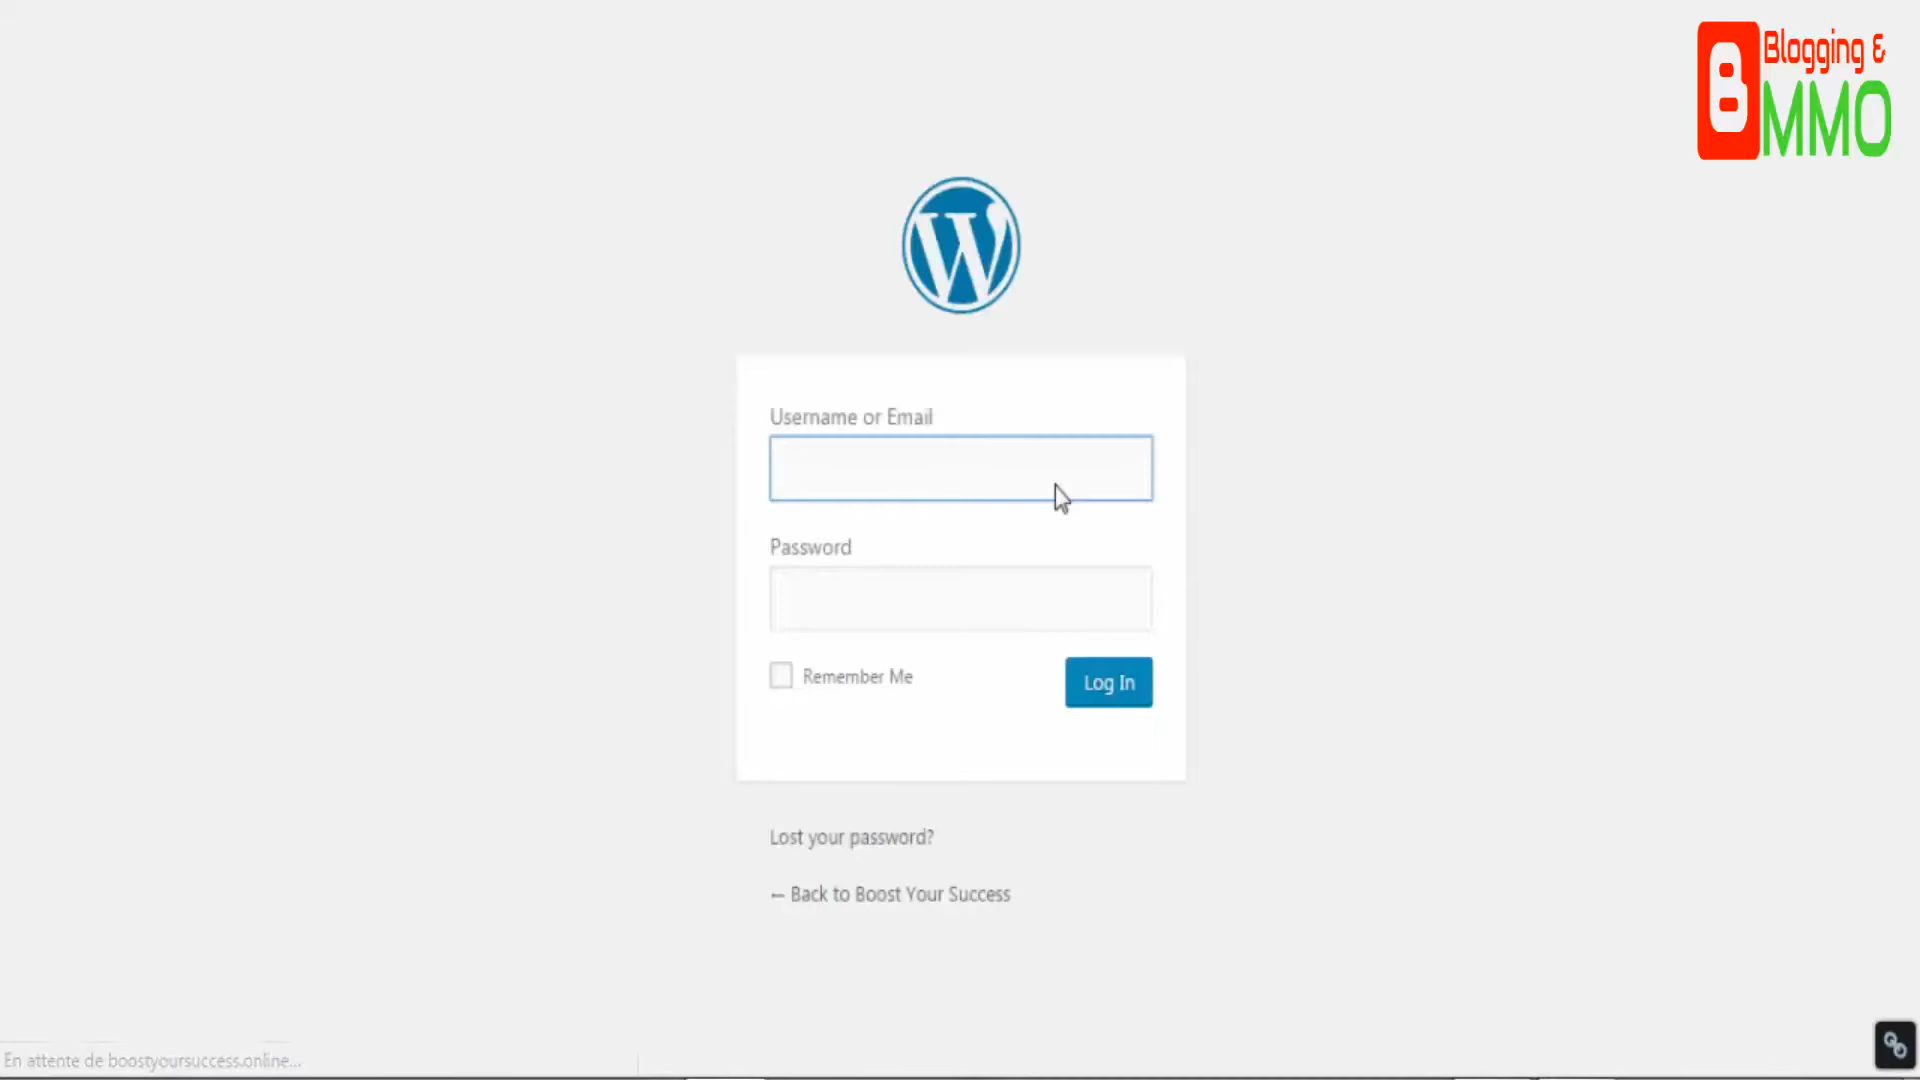 Blogging &
B MMO
Username or Email
Password
Remember Me
Log In
Lost your password?
← Back to Boost Your Success
En attente de boostyoursuccess.online...